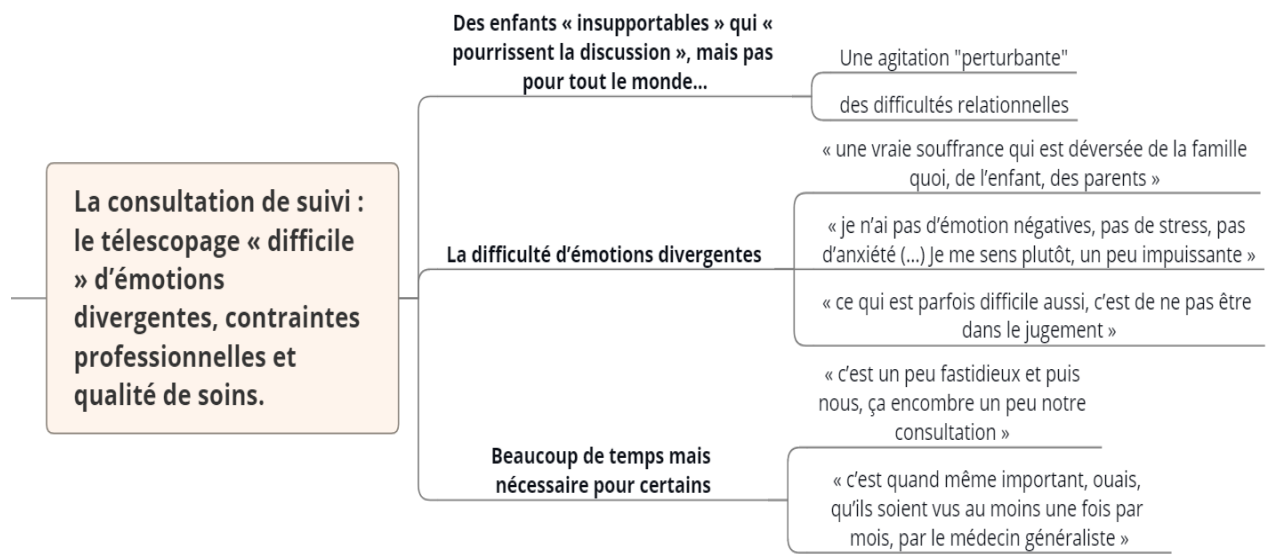 La consultation de suivi :
le télescopage « difficile
» d’émotions
divergentes, contraintes
professionnelles et
qualité de soins.
Des enfants « insupportables » qui «
pourrissent la discussion », mais pas
pour tout le monde...
Une agitation "perturbante"
des difficultés relationnelles
La difficulté d’émotions divergentes
« une vraie souffrance qui est déversée de la famille
quoi, de l’enfant, des parents »
« je n’ai pas d’émotion négatives, pas de stress, pas
d’anxiété (...) Je me sens plutôt, un peu impuissante »
« ce qui est parfois difficile aussi, c’est de ne pas être
dans le jugement »
Beaucoup de temps mais
nécessaire pour certains
« c’est un peu fastidieux et puis
nous, ça encombre un peu notre
consultation »
« c’est quand même important, ouais,
qu’ils soient vus au moins une fois par
mois, par le médecin généraliste »